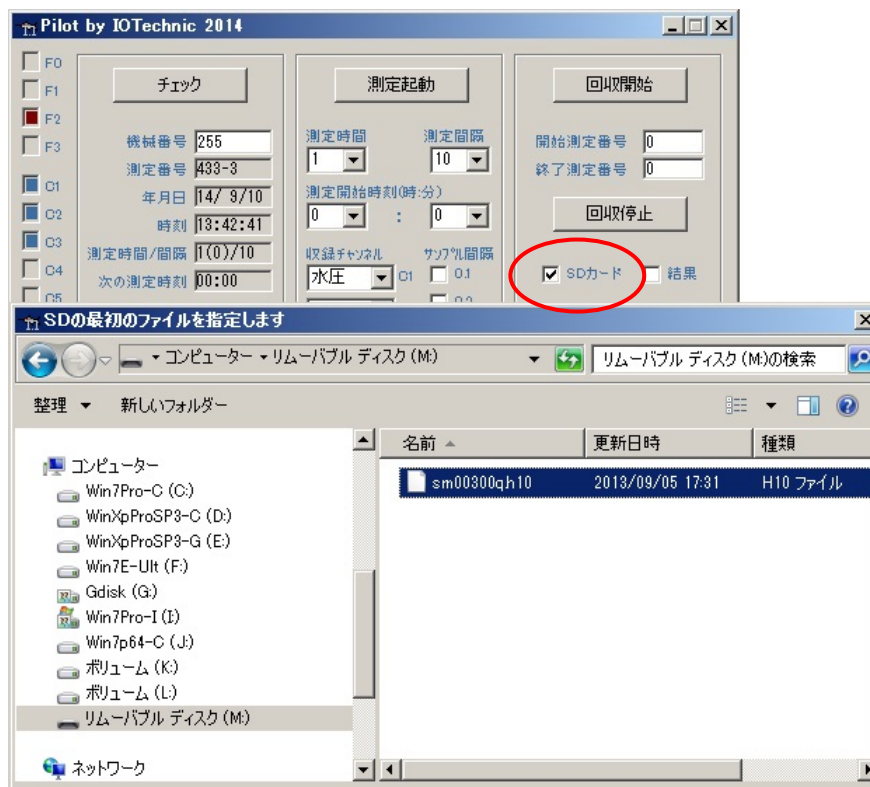 Pilot by IOTechnic 2014
F0
F1
F2
F3
C1
C2
C3
C4
C5
チェック
機械番号 255
測定番号 433-3
年月日 14/ 9/10
時刻 13:42:41
測定時間/間隔 1(0)/10
次の測定時刻 00:00
測定起動
測定時間 測定間隔
1 10
測定開始時刻(時:分)
0 : 0
収録チャンネル サンプル間隔
水圧 C1 0.1
0.2
回収開始
開始測定番号 0
終了測定番号 0
回収停止
SDカード 結果
SDの最初のファイルを指定します
コンピューター リムーバブル ディスク (M:)
リムーバブル ディスク (M:)の検索
整理 新しいフォルダー
コンピューター
Win7Pro-C (C:)
WinXpProSP3-C (D:)
WinXpProSP3-G (E:)
Win7E-Ult (F:)
Gdisk (G:)
Win7Pro-I (I:)
Win7p64-C (J:)
ボリューム (K:)
ボリューム (L:)
リムーバブル ディスク (M:)
ネットワーク
名前 更新日時 種類
sm00300q.h10 2013/09/05 17:31 H10 ファイル